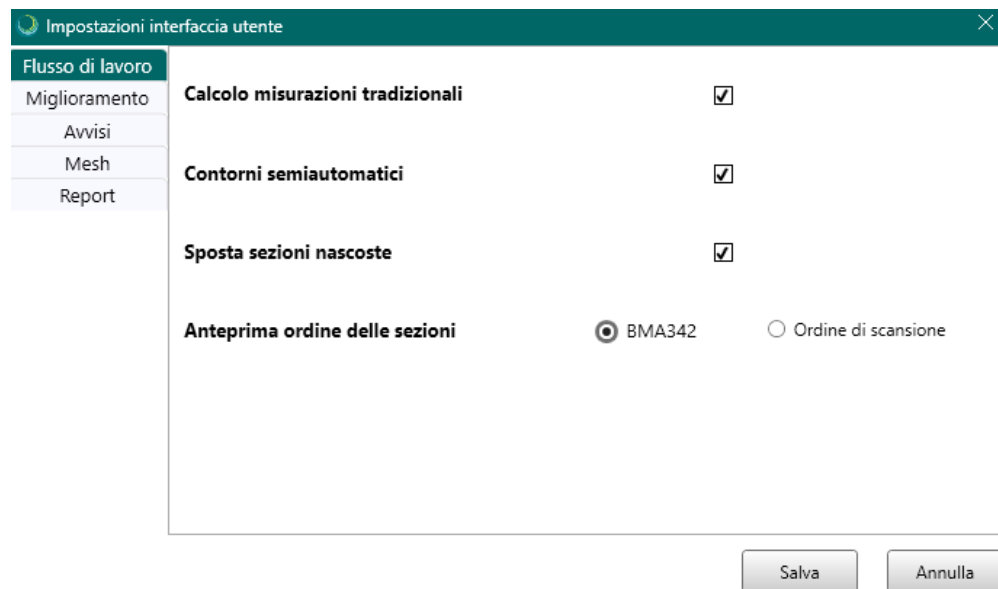 Impostazioni interfaccia utente
Flusso di lavoro
Miglioramento
Avvisi
Mesh
Report
Calcolo misurazioni tradizionali
Contorni semiautomatici
Sposta sezioni nascoste
Anteprima ordine delle sezioni BMA342 Ordine di scansione
Salva Annulla